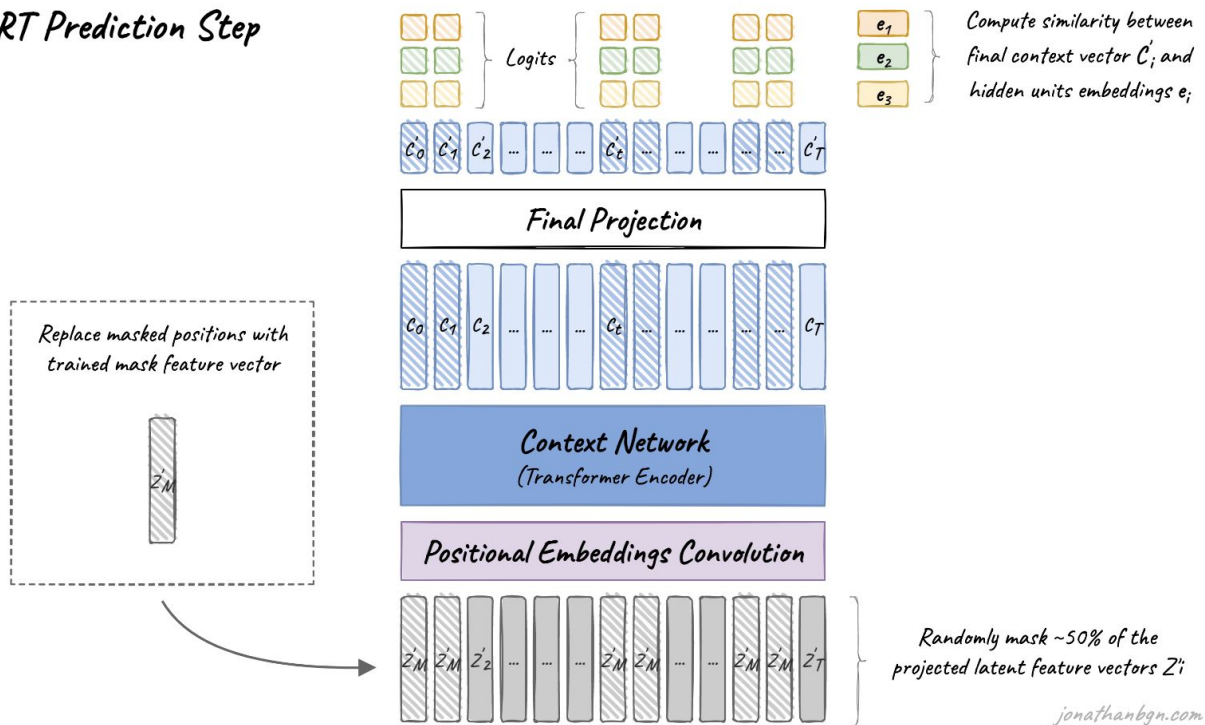 RT Prediction Step
Logits
e₁
e₂
e₃
Compute similarity between
final context vector C'ᵢ and
hidden units embeddings eᵢ
C'₀ C'₁ C'₂ ... ... ... C'ₜ ... ... ... ... ... C'T
Final Projection
C₀ C₁ C₂ ... ... ... Cₜ ... ... ... ... ... CT
Replace masked positions with
trained mask feature vector
Z'M
Context Network
(Transformer Encoder)
Positional Embeddings Convolution
Z'M Z'M Z'₂ ... ... ... Z'M Z'M ... ... Z'M Z'M Z'T
Randomly mask ~50% of the
projected latent feature vectors Z'i
jonathanbgn.com